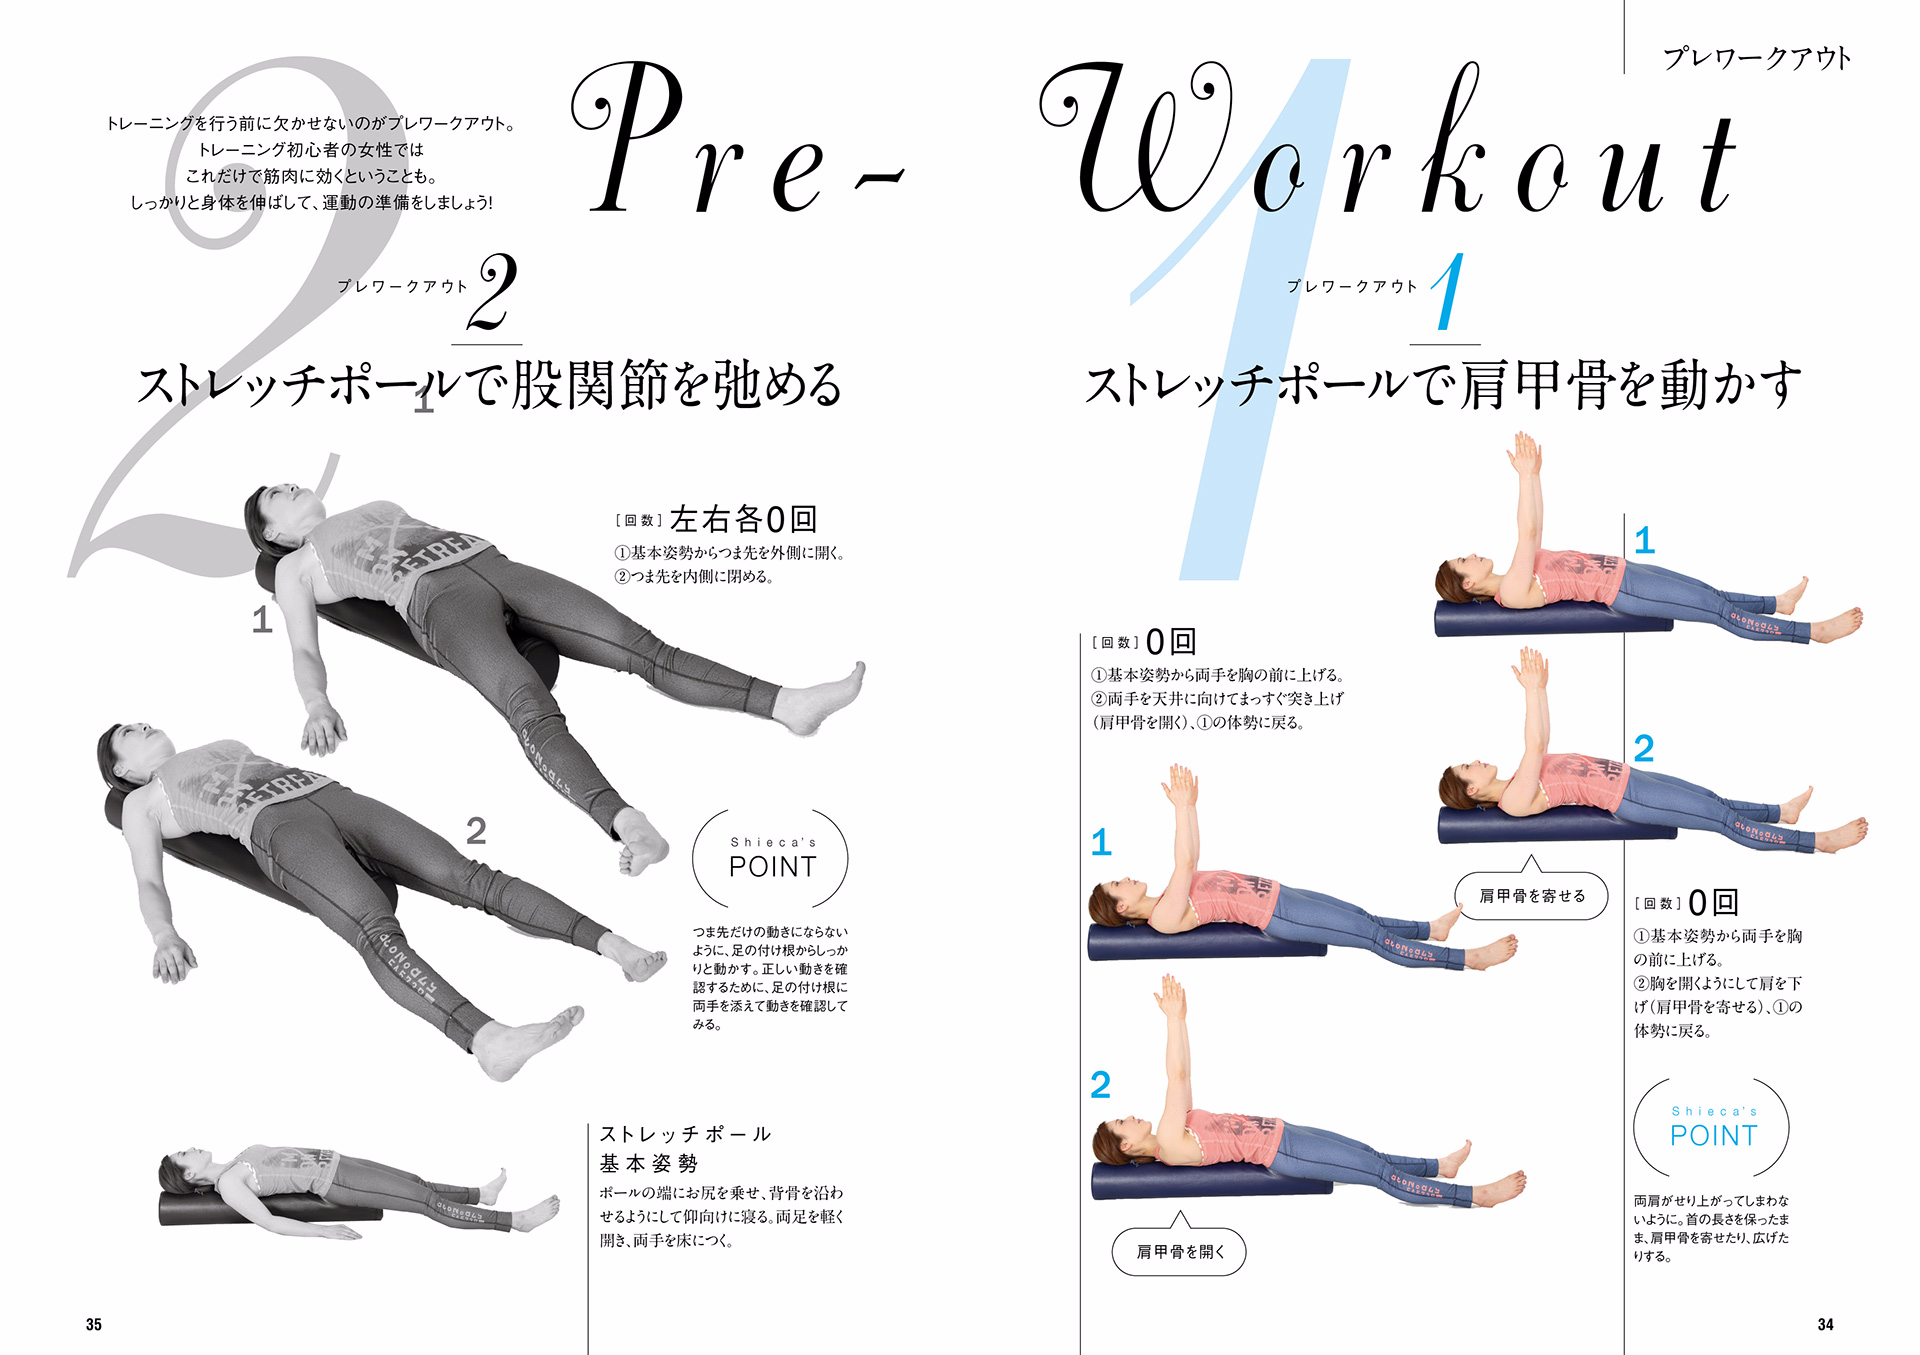 プレワークアウト
Pre-Workout
プレワークアウト 1
ストレッチポールで肩甲骨を動かす
1
2
肩甲骨を寄せる
[回数] 0回
①基本姿勢から両手を胸
の前に上げる。
②胸を開くようにして肩を下
げ(肩甲骨を寄せる)、①の
体勢に戻る。
Shieca's
POINT
両肩がせり上がってしまわな
いように。首の長さを保ったま
ま、肩甲骨を寄せたり、広げた
りする。
1
[回数] 0回
①基本姿勢から両手を胸の前に上げる。
②両手を天井に向けてまっすぐ突き上げ
(肩甲骨を開く)、①の体勢に戻る。
1
2
肩甲骨を開く
34
トレーニングを行う前に欠かせないのがプレワークアウト。
トレーニング初心者の女性では
これだけで筋肉に効くということも。
しっかりと身体を伸ばして、運動の準備をしましょう!
2
プレワークアウト 2
ストレッチポールで股関節を弛める
1
[回数] 左右各0回
①基本姿勢からつま先を外側に開く。
②つま先を内側に閉める。
1
2
Shieca's
POINT
つま先だけの動きにならない
ように、足の付け根からしっか
りと動かす。正しい動きを確
認するために、足の付け根に
両手を添えて動きを確認して
みる。
ストレッチポール
基本姿勢
ポールの端にお尻を乗せ、背骨を沿わ
せるようにして仰向けに寝る。両足を軽く
開き、両手を床につく。
35